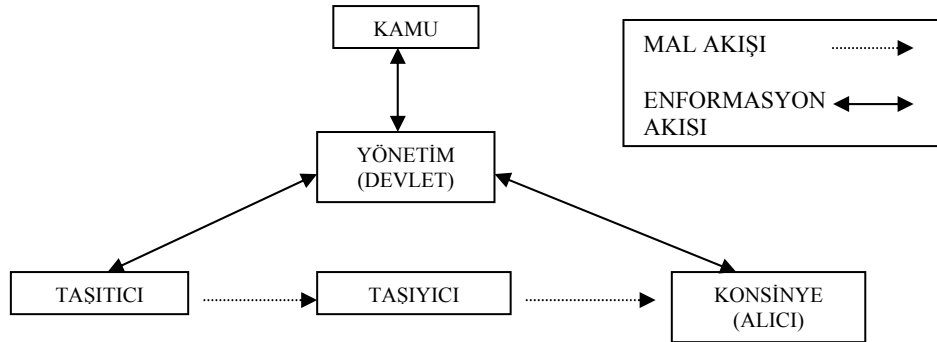 KAMU
MAL AKIŞI
ENFORMASYON
AKISI
YÖNETİM
(DEVLET)
TAŞITICI
TAŞIYICI
KONSİNYE
(ALICI)